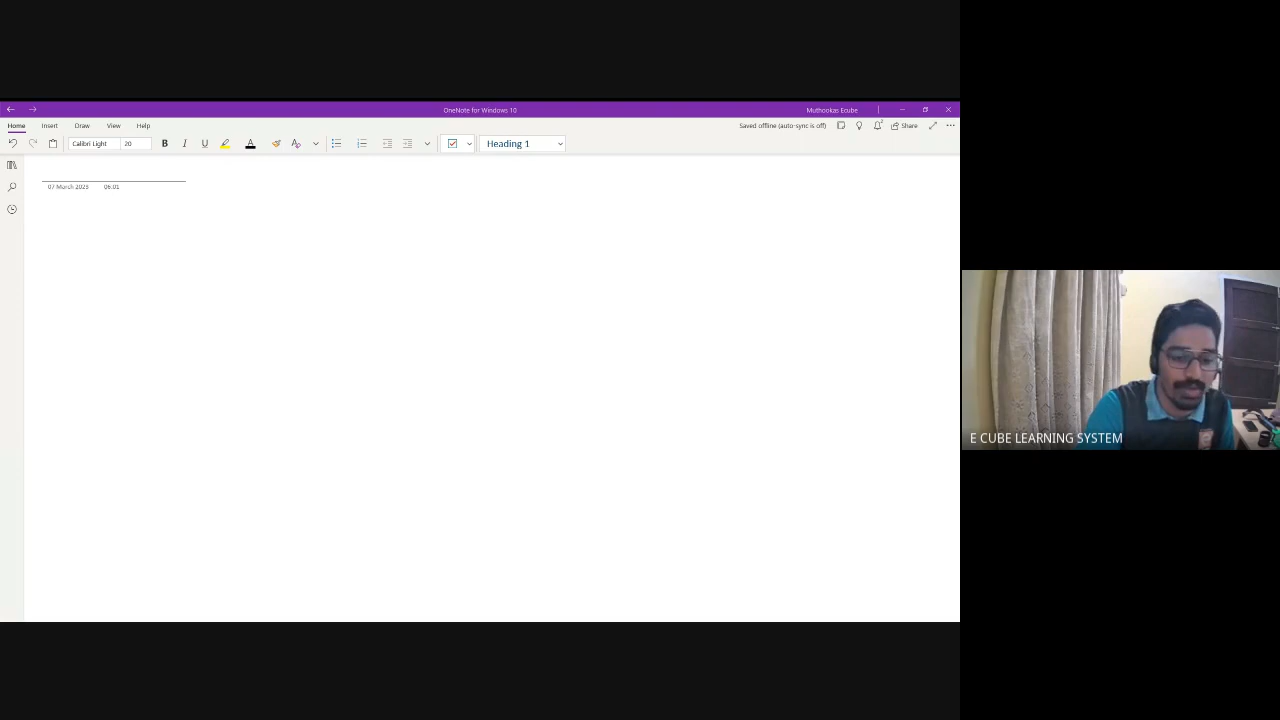 OneNote for Windows 10
Muthookas Ecube
Home Insert Draw View Help
Saved offline (auto-sync is off)
Share
Calibri Light 20 B I U A Heading 1
07 March 2023 06:01
E CUBE LEARNING SYSTEM